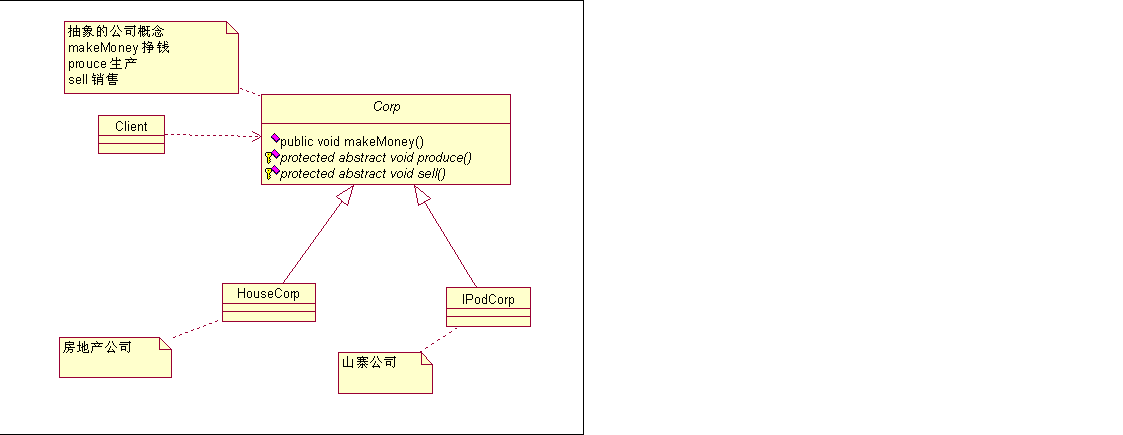 抽象的公司概念
makeMoney 挣钱
prouce 生产
sell 销售
Corp
Client
public void makeMoney()
protected abstract void produce()
protected abstract void sell()
HouseCorp
IPodCorp
房地产公司
山寨公司